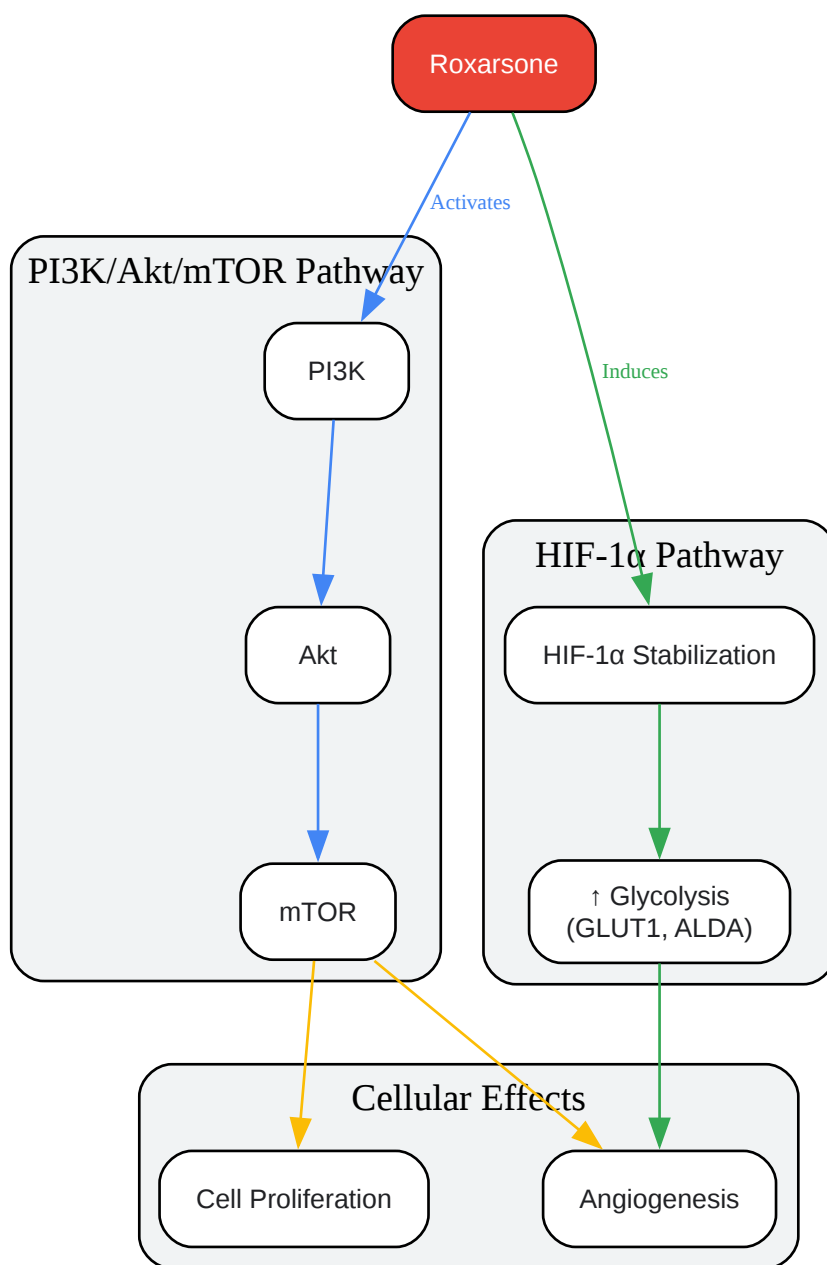 Roxarsone
Activates
PI3K/Akt/mTOR Pathway
PI3K
Induces
HIF-1α Pathway
Akt
HIF-1α Stabilization
mTOR
↑ Glycolysis
(GLUT1, ALDA)
Cellular Effects
Cell Proliferation
Angiogenesis